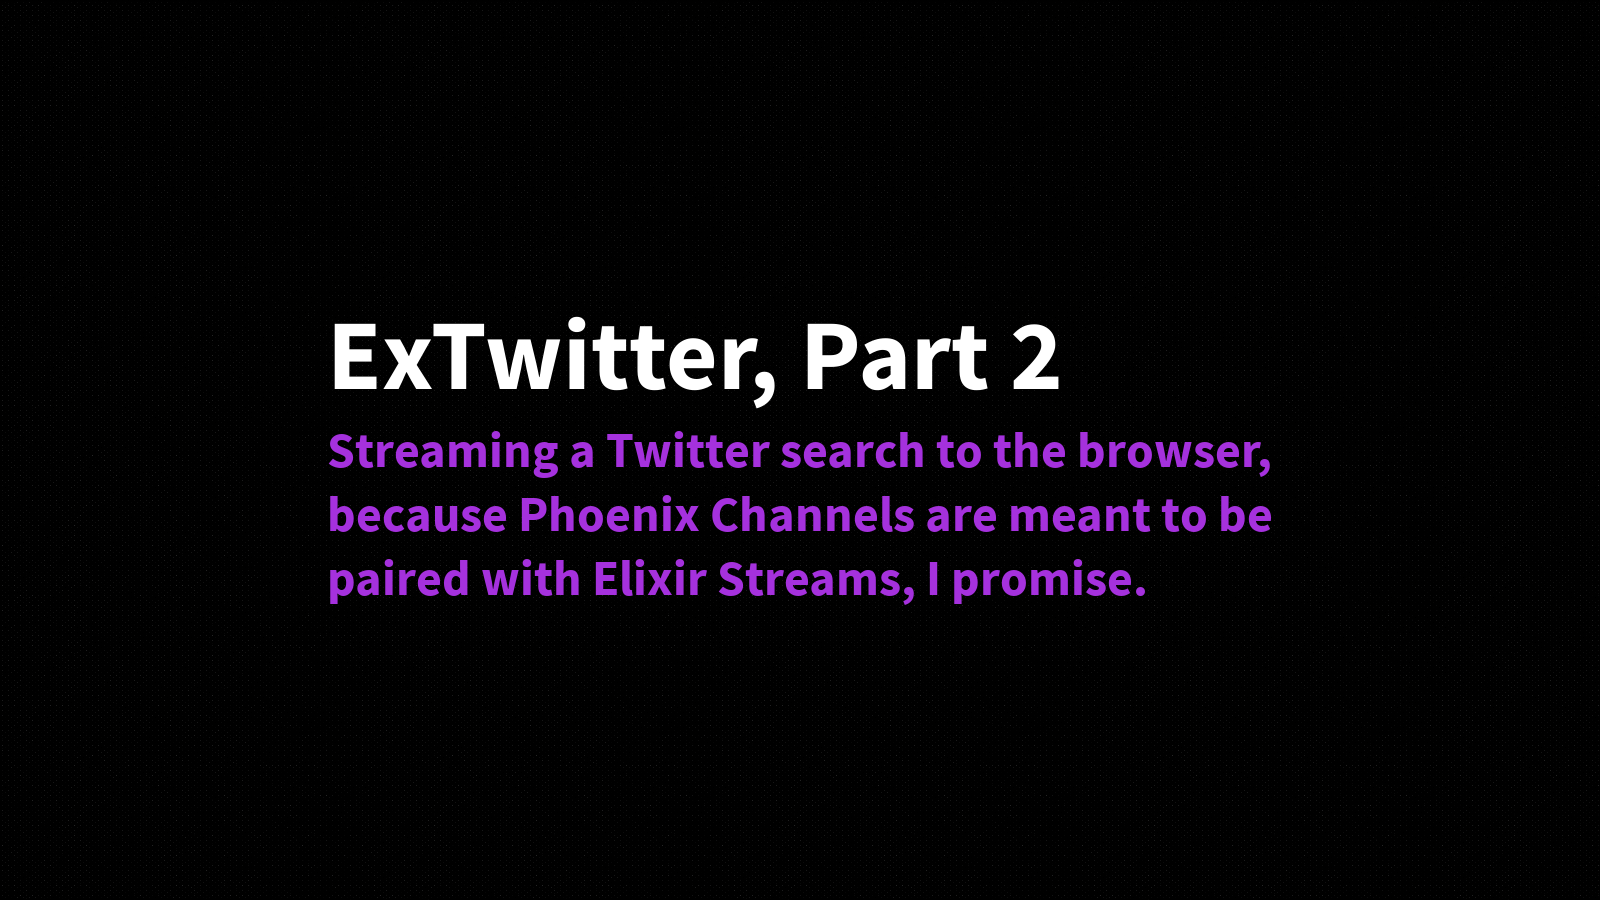 ExTwitter, Part 2
Streaming a Twitter search to the browser,
because Phoenix Channels are meant to be
paired with Elixir Streams, I promise.